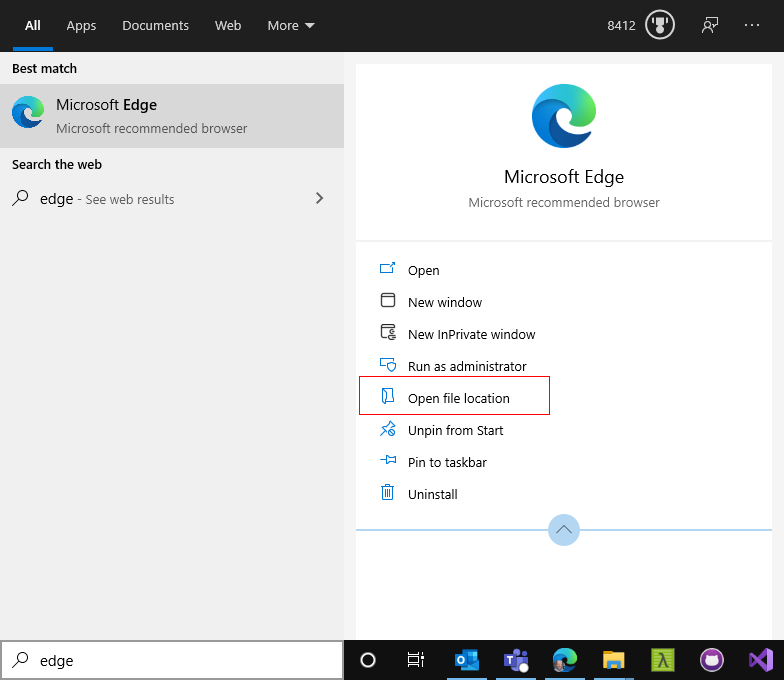 All Apps Documents Web More 8412 ...
Best match
Microsoft Edge
Microsoft recommended browser
Search the web
edge - See web results
Microsoft Edge
Microsoft recommended browser
Open
New window
New InPrivate window
Run as administrator
Open file location
Unpin from Start
Pin to taskbar
Uninstall
edge